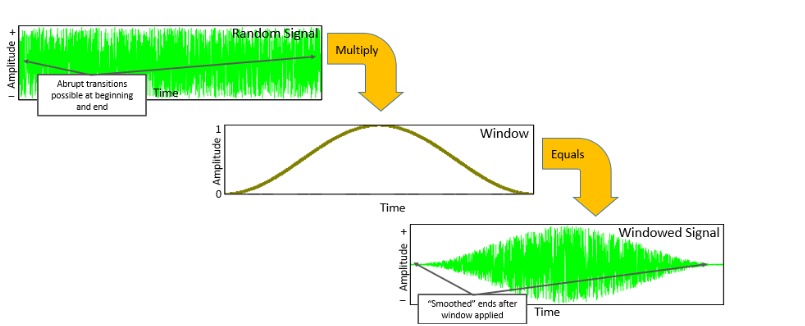 +
Random Signal
Amplitude
Multiply
Abrupt transitions
possible at beginning
and end
–
Time
1
Window
Amplitude
Equals
0
Time
+
Windowed Signal
Amplitude
–
"Smoothed" ends after
window applied
Time